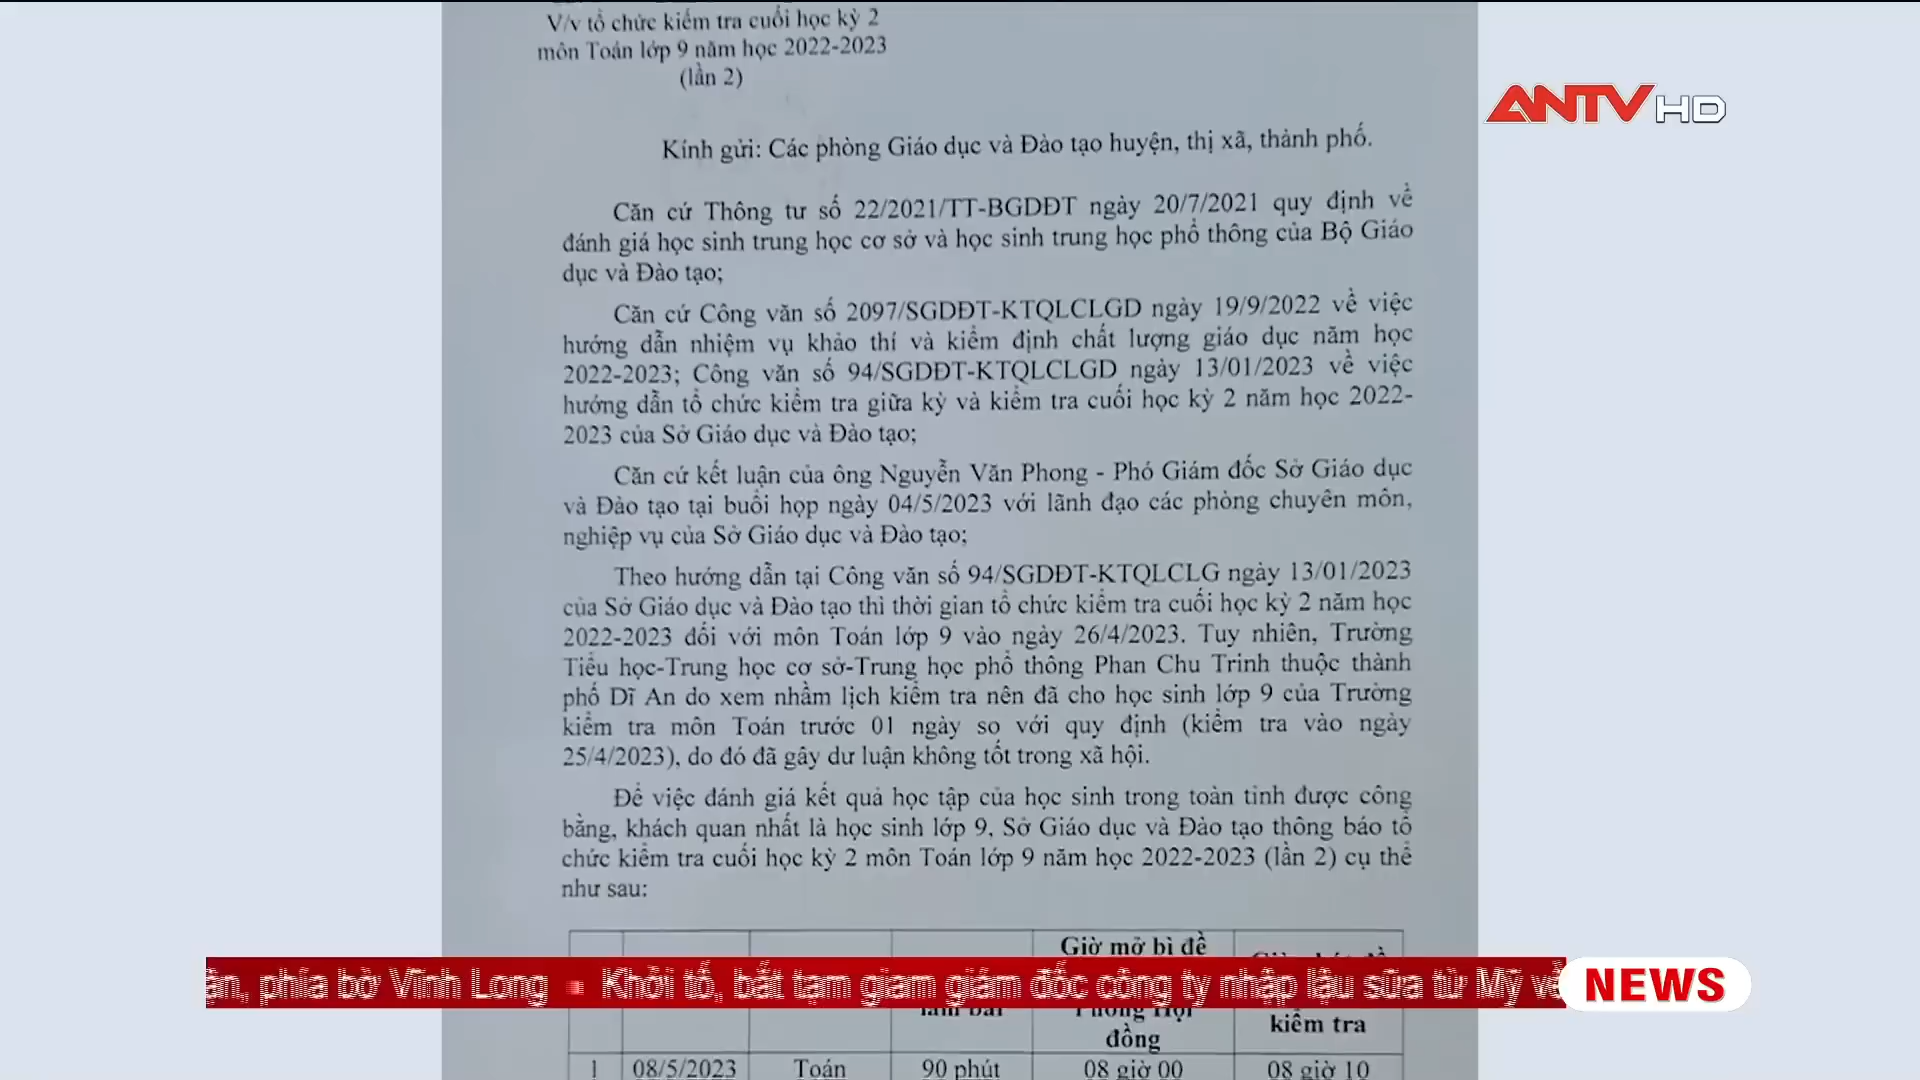 V/v tổ chức kiểm tra cuối học kỳ 2
môn Toán lớp 9 năm học 2022-2023
(lần 2)
ANTV HD
Kính gửi: Các phòng Giáo dục và Đào tạo huyện, thị xã, thành phố.
Căn cứ Thông tư số 22/2021/TT-BGDĐT ngày 20/7/2021 quy định về
đánh giá học sinh trung học cơ sở và học sinh trung học phổ thông của Bộ Giáo
dục và Đào tạo;
Căn cứ Công văn số 2097/SGDĐT-KTQLCLGD ngày 19/9/2022 về việc
hướng dẫn nhiệm vụ khảo thí và kiểm định chất lượng giáo dục năm học
2022-2023; Công văn số 94/SGDĐT-KTQLCLGD ngày 13/01/2023 về việc
hướng dẫn tổ chức kiểm tra giữa kỳ và kiểm tra cuối học kỳ 2 năm học 2022-
2023 của Sở Giáo dục và Đào tạo;
Căn cứ kết luận của ông Nguyễn Văn Phong - Phó Giám đốc Sở Giáo dục
và Đào tạo tại buổi họp ngày 04/5/2023 với lãnh đạo các phòng chuyên môn,
nghiệp vụ của Sở Giáo dục và Đào tạo;
Theo hướng dẫn tại Công văn số 94/SGDĐT-KTQLCLG ngày 13/01/2023
của Sở Giáo dục và Đào tạo thì thời gian tổ chức kiểm tra cuối học kỳ 2 năm học
2022-2023 đối với môn Toán lớp 9 vào ngày 26/4/2023. Tuy nhiên, Trường
Tiểu học-Trung học cơ sở-Trung học phổ thông Phan Chu Trinh thuộc thành
phố Dĩ An do xem nhầm lịch kiểm tra nên đã cho học sinh lớp 9 của Trường
kiểm tra môn Toán trước 01 ngày so với quy định (kiểm tra vào ngày
25/4/2023), do đó đã gây dư luận không tốt trong xã hội.
Để việc đánh giá kết quả học tập của học sinh trong toàn tỉnh được công
bằng, khách quan nhất là học sinh lớp 9, Sở Giáo dục và Đào tạo thông báo tổ
chức kiểm tra cuối học kỳ 2 môn Toán lớp 9 năm học 2022-2023 (lần 2) cụ thể
như sau:
Giờ mở bì đề
phía bờ Vĩnh Long ▪ Khởi tố, bắt tạm giam giám đốc công ty nhập lậu sữa từ Mỹ về
NEWS
đồng
kiểm tra
1 08/5/2023 Toán 90 phút 08 giờ 00 08 giờ 10